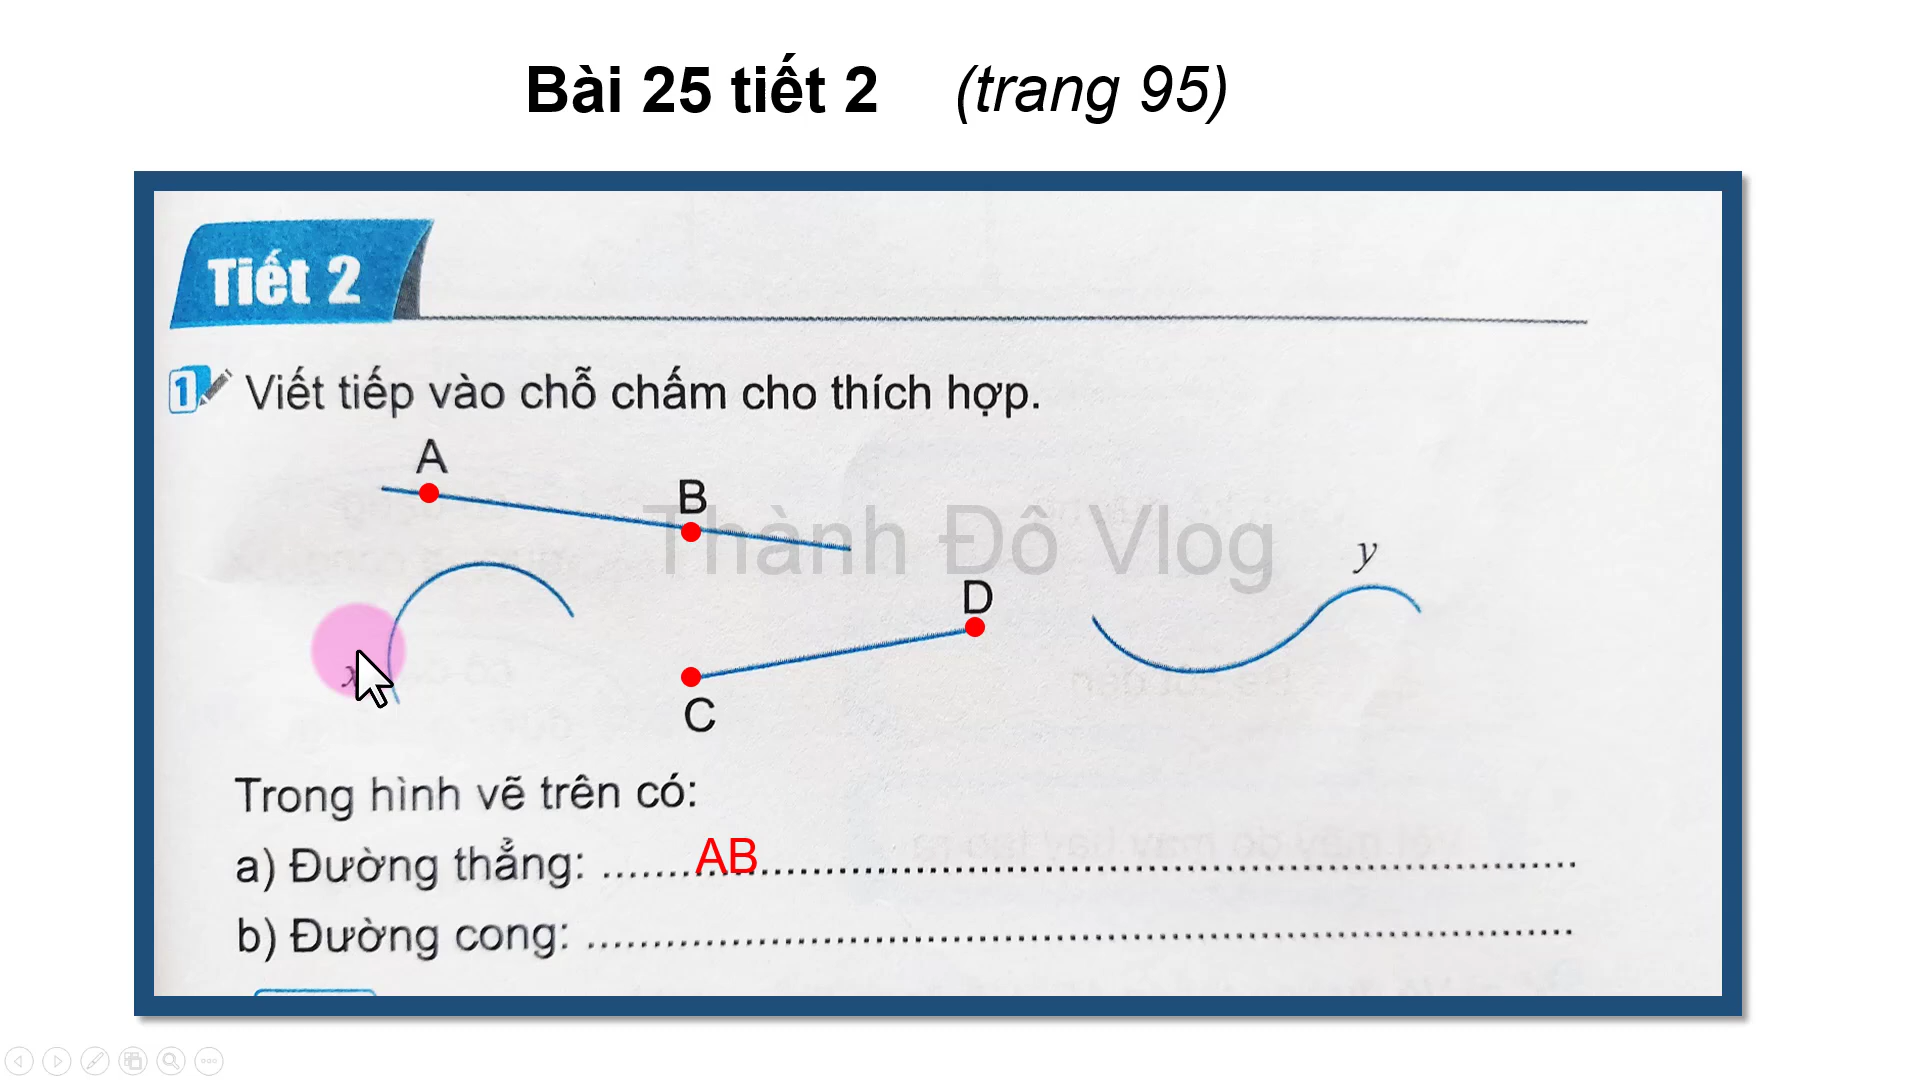 Bài 25 tiết 2 (trang 95)
Tiết 2
1 Viết tiếp vào chỗ chấm cho thích hợp.
A
B
Thành Đô Vlog
y
D
x
C
Trong hình vẽ trên có:
a) Đường thẳng: ......AB..........................................................................
b) Đường cong: ..........................................................................